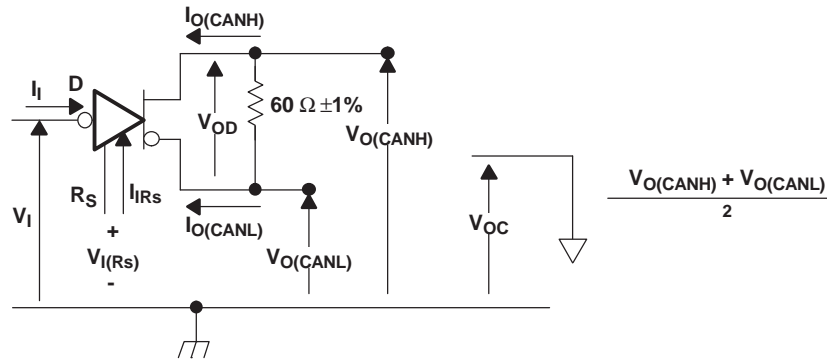 IO(CANH)
II
D
60 Ω ±1%
VOD
VO(CANH)
VO(CANH) + VO(CANL)
2
RS
IIRs
VI
+
VI(Rs)
-
IO(CANL)
VO(CANL)
VOC